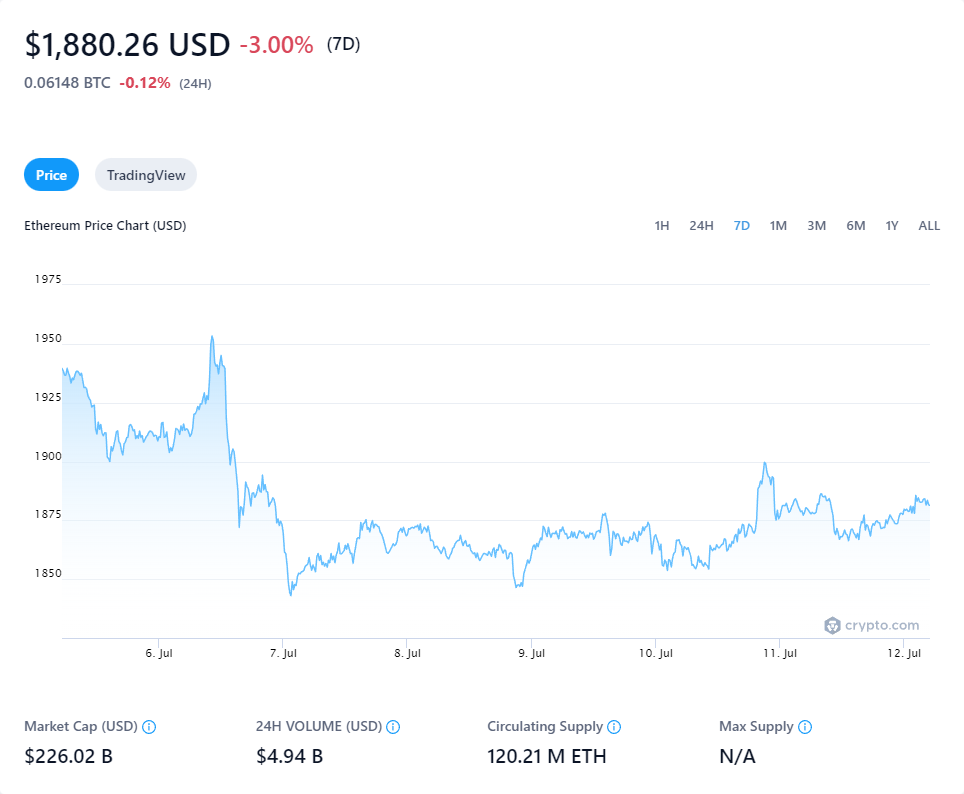 $1,880.26 USD -3.00% (7D)
0.06148 BTC -0.12% (24H)
Price TradingView
Ethereum Price Chart (USD) 1H 24H 7D 1M 3M 6M 1Y ALL
1975
1950
1925
1900
1875
1850
crypto.com
6. Jul 7. Jul 8. Jul 9. Jul 10. Jul 11. Jul 12. Jul
Market Cap (USD) 24H VOLUME (USD) Circulating Supply Max Supply
$226.02 B $4.94 B 120.21 M ETH N/A